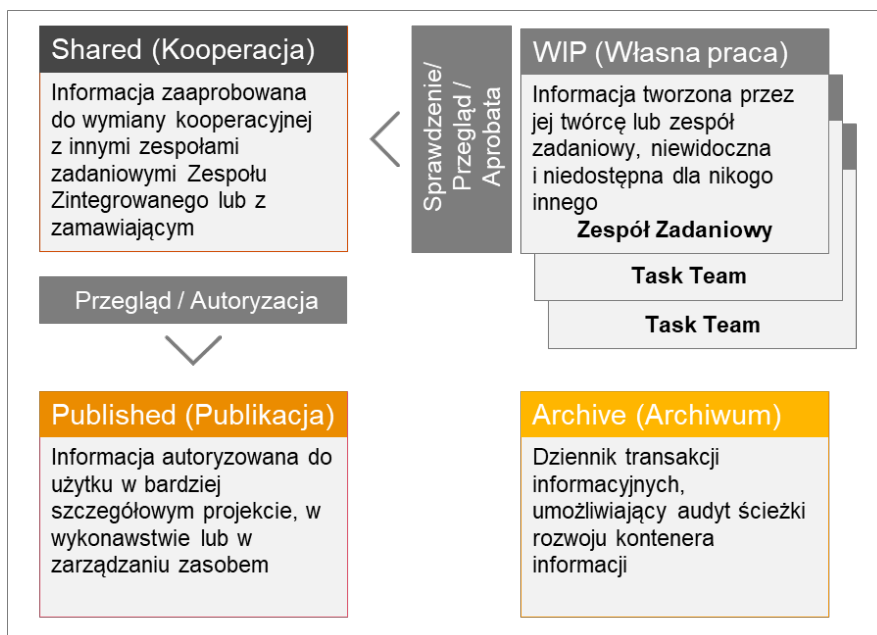 Shared (Kooperacja)
Informacja zaaprobowana
do wymiany kooperacyjnej
z innymi zespołami
zadaniowymi Zespołu
Zintegrowanego lub z
zamawiającym
Sprawdzenie/
Przegląd /
Aprobata
WIP (Własna praca)
Informacja tworzona przez
jej twórcę lub zespół
zadaniowy, niewidoczna
i niedostępna dla nikogo
innego
Zespół Zadaniowy
Task Team
Task Team
Przegląd / Autoryzacja
Published (Publikacja)
Informacja autoryzowana do
użytku w bardziej
szczegółowym projekcie, w
wykonawstwie lub w
zarządzaniu zasobem
Archive (Archiwum)
Dziennik transakcji
informacyjnych,
umożliwiający audyt ścieżki
rozwoju kontenera
informacji